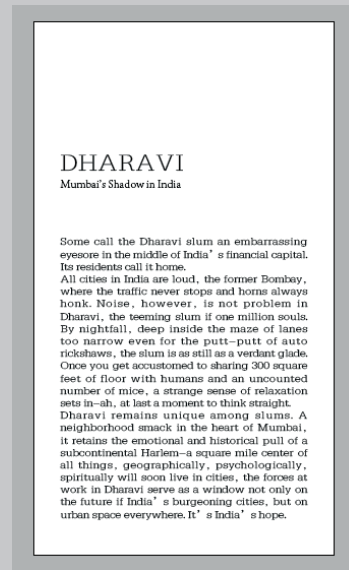 DHARAVI
Mumbai's Shadow in India
Some call the Dharavi slum an embarrassing
eyesore in the middle of India’s financial capital.
Its residents call it home.
All cities in India are loud, the former Bombay,
where the traffic never stops and horns always
honk. Noise, however, is not problem in
Dharavi, the teeming slum if one million souls.
By nightfall, deep inside the maze of lanes
too narrow even for the putt-putt of auto
rickshaws, the slum is as still as a verdant glade.
Once you get accustomed to sharing 300 square
feet of floor with humans and an uncounted
number of mice, a strange sense of relaxation
sets in—ah, at last a moment to think straight.
Dharavi remains unique among slums. A
neighborhood smack in the heart of Mumbai,
it retains the emotional and historical pull of a
subcontinental Harlem—a square mile center of
all things, geographically, psychologically,
spiritually will soon live in cities, the forces at
work in Dharavi serve as a window not only on
the future if India’s burgeoning cities, but on
urban space everywhere. It’s India’s hope.